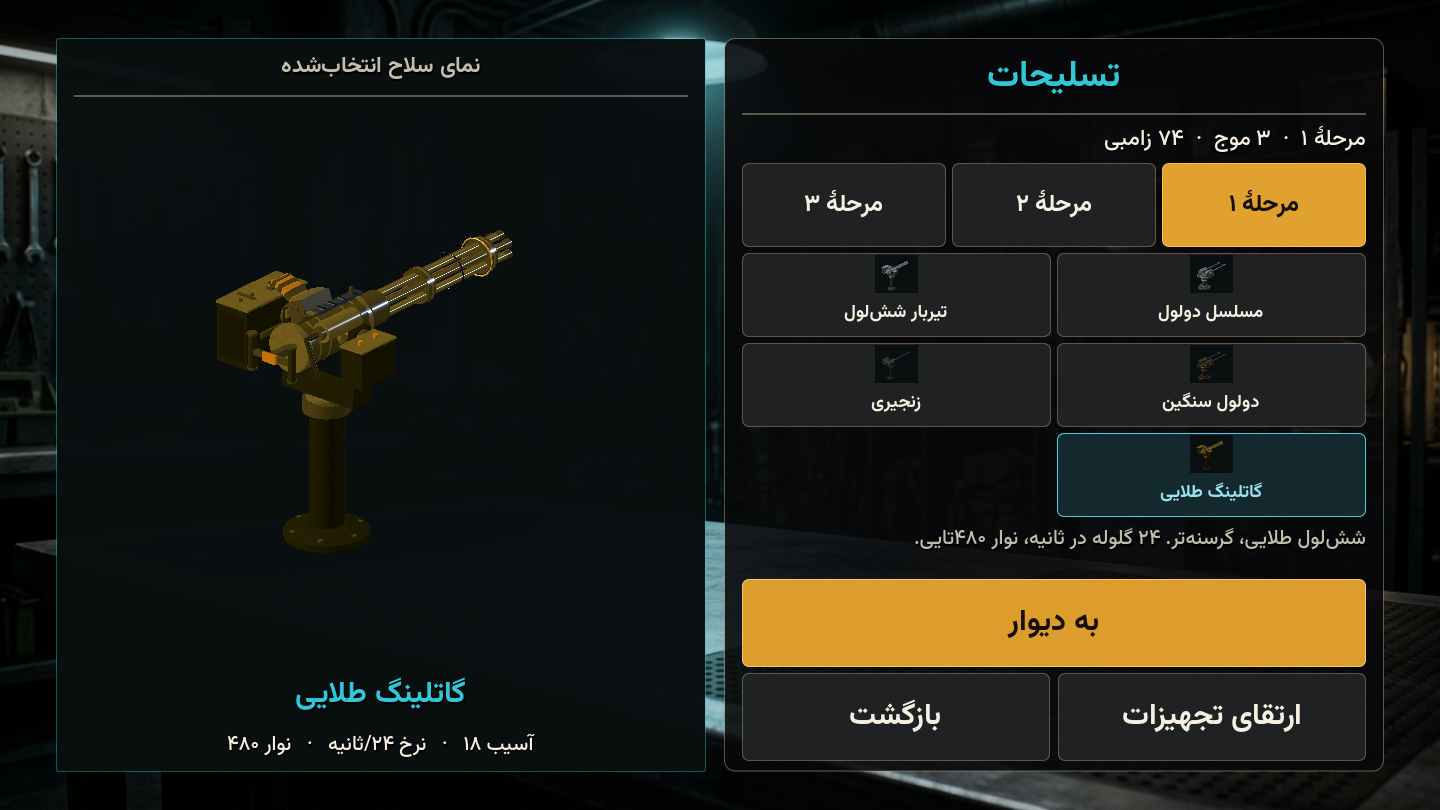 تسلیحات
مرحلهٔ ۱ · ۳ موج · ۷۴ زامبی
مرحلهٔ ۱
مرحلهٔ ۲
مرحلهٔ ۳
مسلسل دولول
تیربار شش‌لول
دولول سنگین
زنجیری
گاتلینگ طلایی
شش‌لول طلایی، گرسنه‌تر. ۲۴ گلوله در ثانیه، نوار ۴۸۰تایی.
به دیوار
ارتقای تجهیزات
بازگشت
نمای سلاح انتخاب‌شده
گاتلینگ طلایی
آسیب ۱۸ · نرخ ۲۴/ثانیه · نوار ۴۸۰